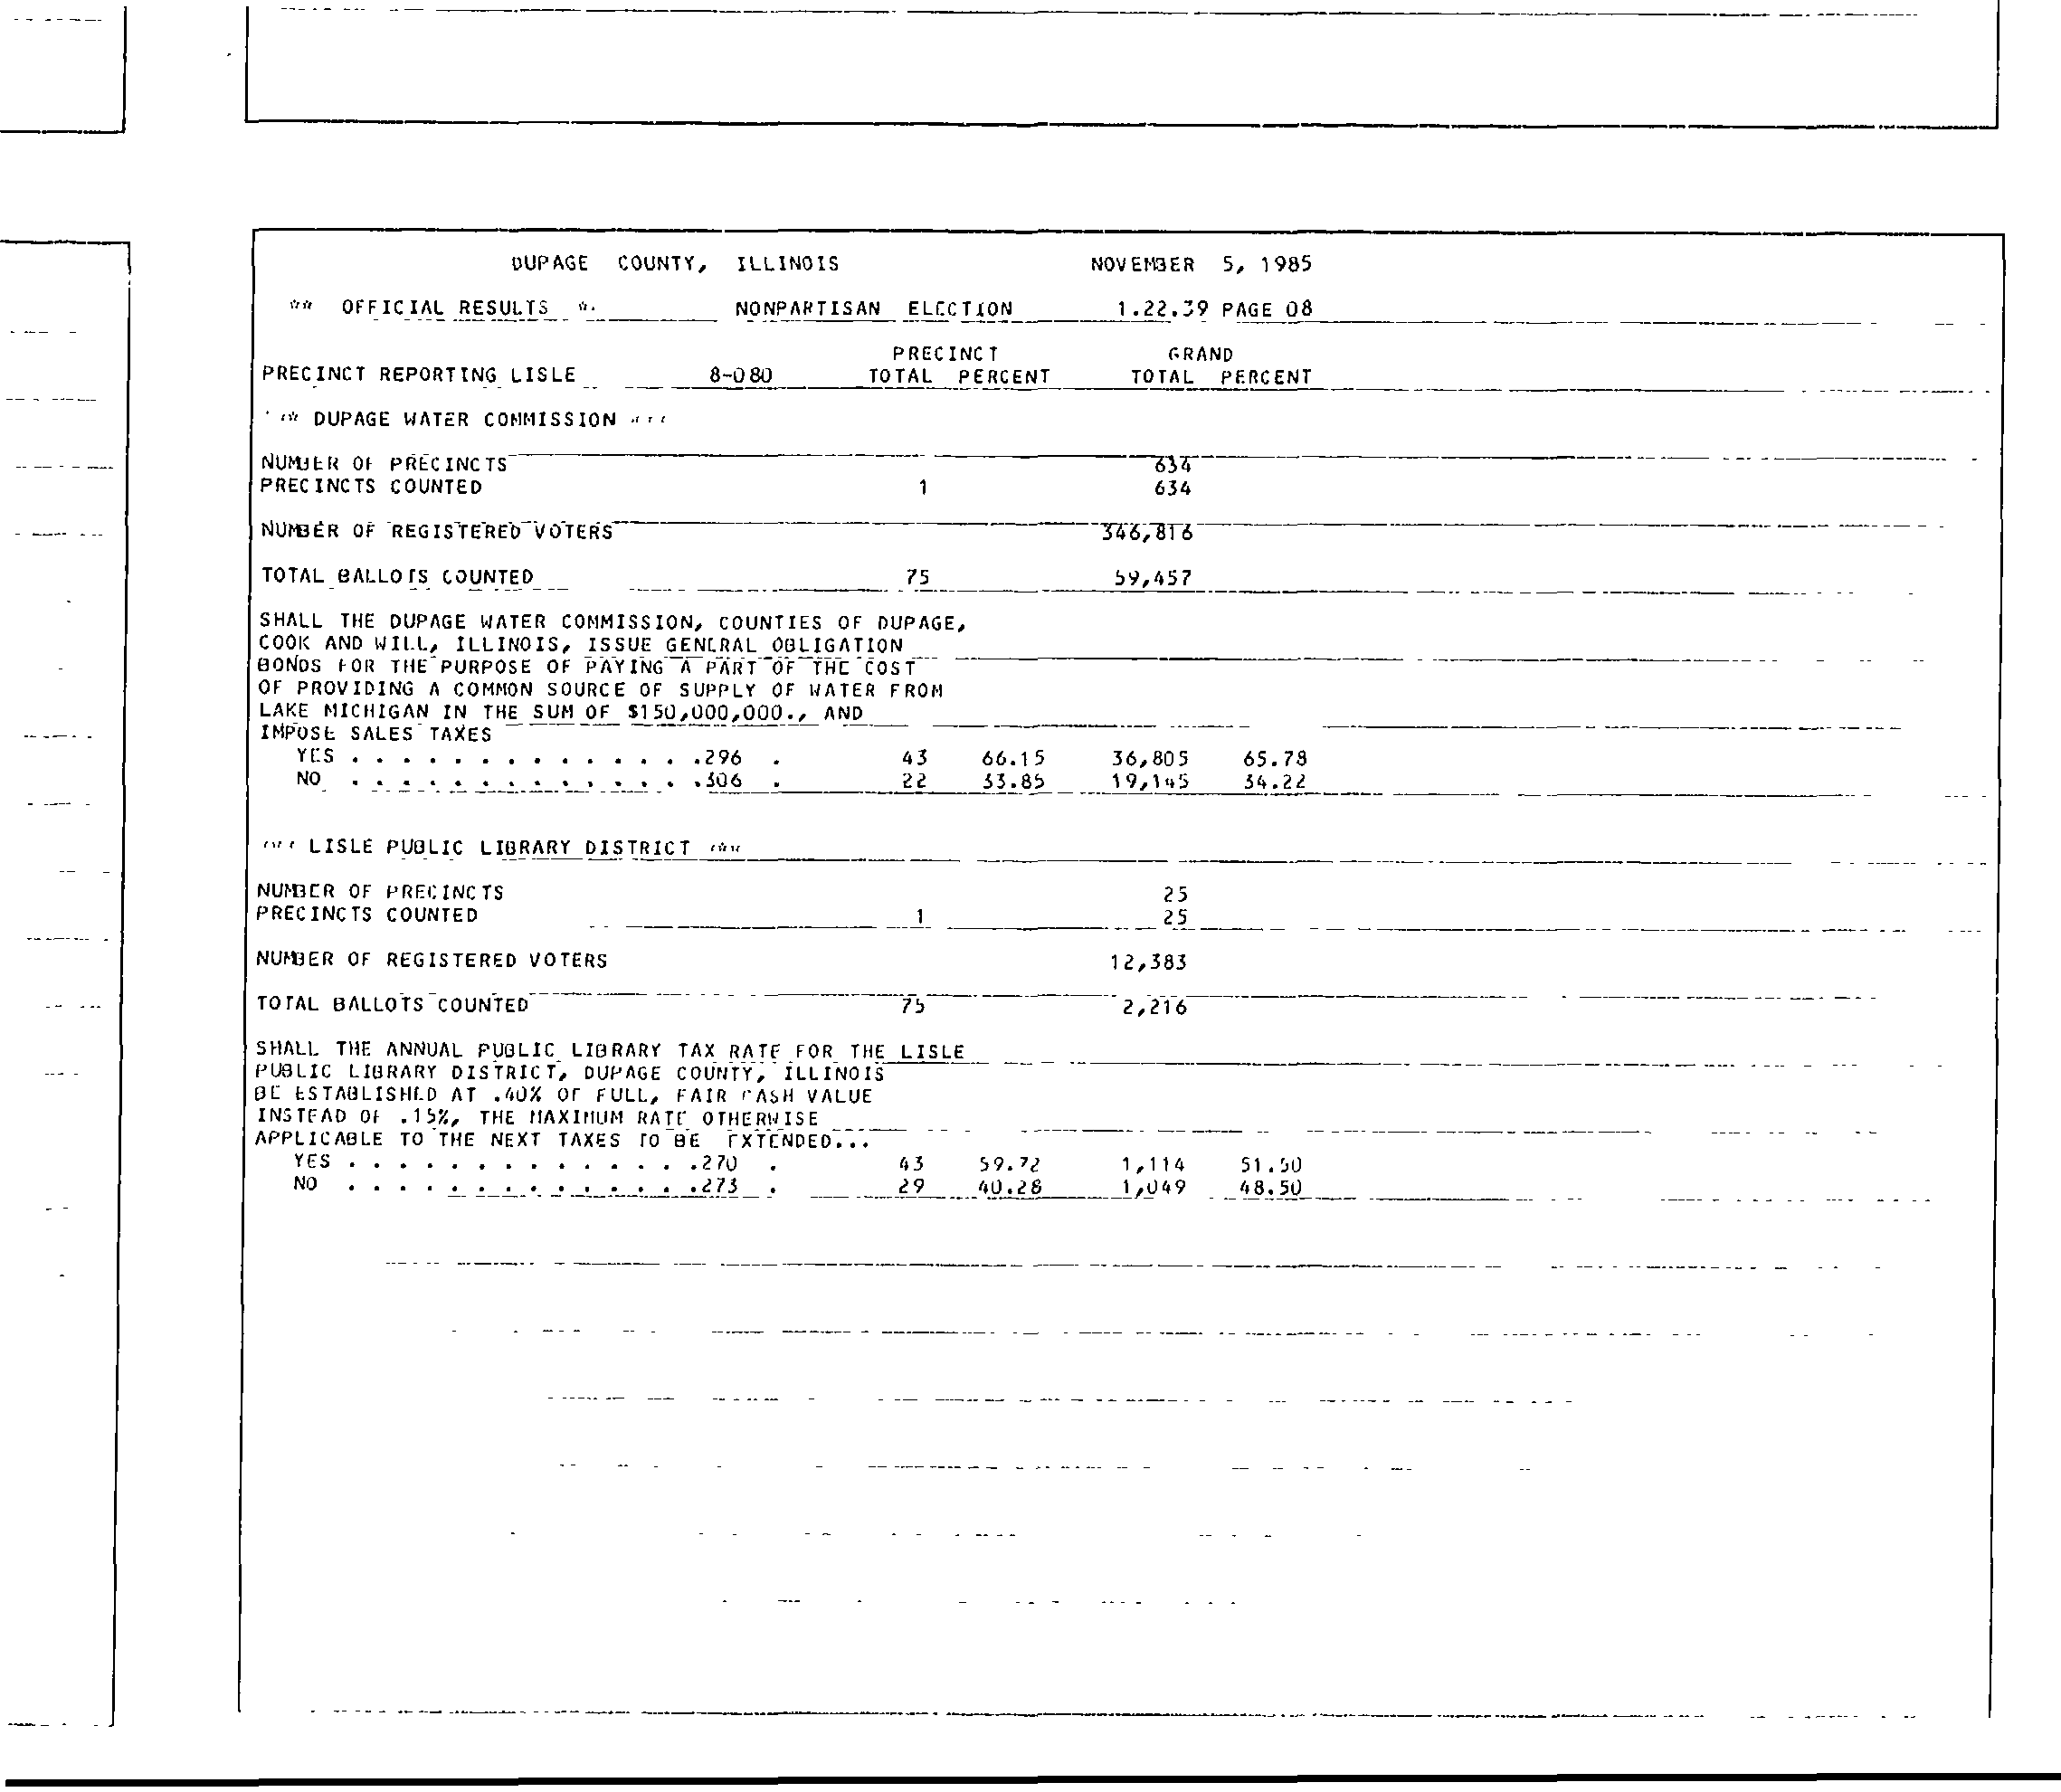 DUPAGE COUNTY, ILLINOIS NOVEMBER 5, 1985
** OFFICIAL RESULTS ** NONPARTISAN ELECTION 1.22.39 PAGE 08
PRECINCT GRAND
PRECINCT REPORTING LISLE 8-080 TOTAL PERCENT TOTAL PERCENT
*** DUPAGE WATER COMMISSION ***
NUMBER OF PRECINCTS 634
PRECINCTS COUNTED 1 634
NUMBER OF REGISTERED VOTERS 346,816
TOTAL BALLOTS COUNTED 75 59,457
SHALL THE DUPAGE WATER COMMISSION, COUNTIES OF DUPAGE,
COOK AND WILL, ILLINOIS, ISSUE GENERAL OBLIGATION
BONDS FOR THE PURPOSE OF PAYING A PART OF THE COST
OF PROVIDING A COMMON SOURCE OF SUPPLY OF WATER FROM
LAKE MICHIGAN IN THE SUM OF $150,000,000., AND
IMPOSE SALES TAXES
YES . . . . . . . . . . . . . .296 . 43 66.15 36,805 65.78
NO . . . . . . . . . . . . . .306 . 22 33.85 19,145 34.22
*** LISLE PUBLIC LIBRARY DISTRICT ***
NUMBER OF PRECINCTS 25
PRECINCTS COUNTED 1 25
NUMBER OF REGISTERED VOTERS 12,383
TOTAL BALLOTS COUNTED 75 2,216
SHALL THE ANNUAL PUBLIC LIBRARY TAX RATE FOR THE LISLE
PUBLIC LIBRARY DISTRICT, DUPAGE COUNTY, ILLINOIS
BE ESTABLISHED AT .40% OF FULL, FAIR CASH VALUE
INSTEAD OF .15%, THE MAXIMUM RATE OTHERWISE
APPLICABLE TO THE NEXT TAXES TO BE EXTENDED...
YES . . . . . . . . . . . . . .270 . 43 59.72 1,114 51.50
NO . . . . . . . . . . . . . .273 . 29 40.28 1,049 48.50